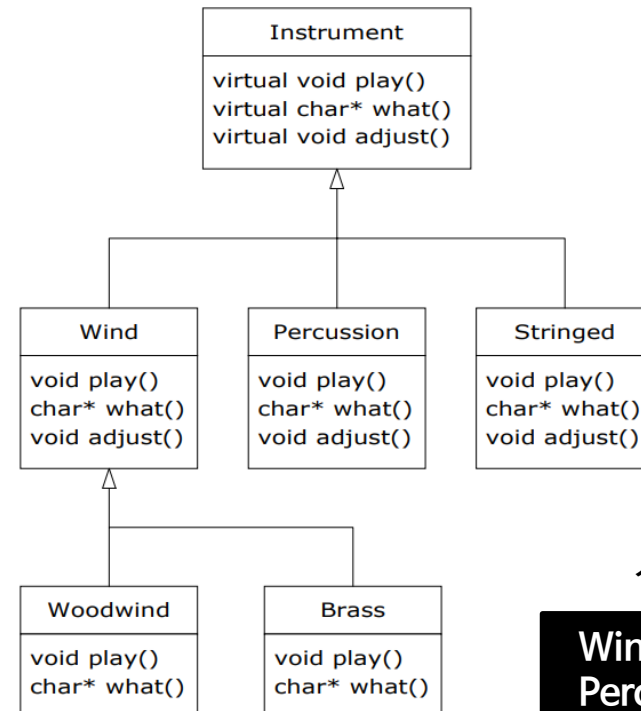 Instrument
virtual void play()
virtual char* what()
virtual void adjust()
Wind
void play()
char* what()
void adjust()
Percussion
void play()
char* what()
void adjust()
Stringed
void play()
char* what()
void adjust()
Woodwind
void play()
char* what()
Brass
void play()
char* what()